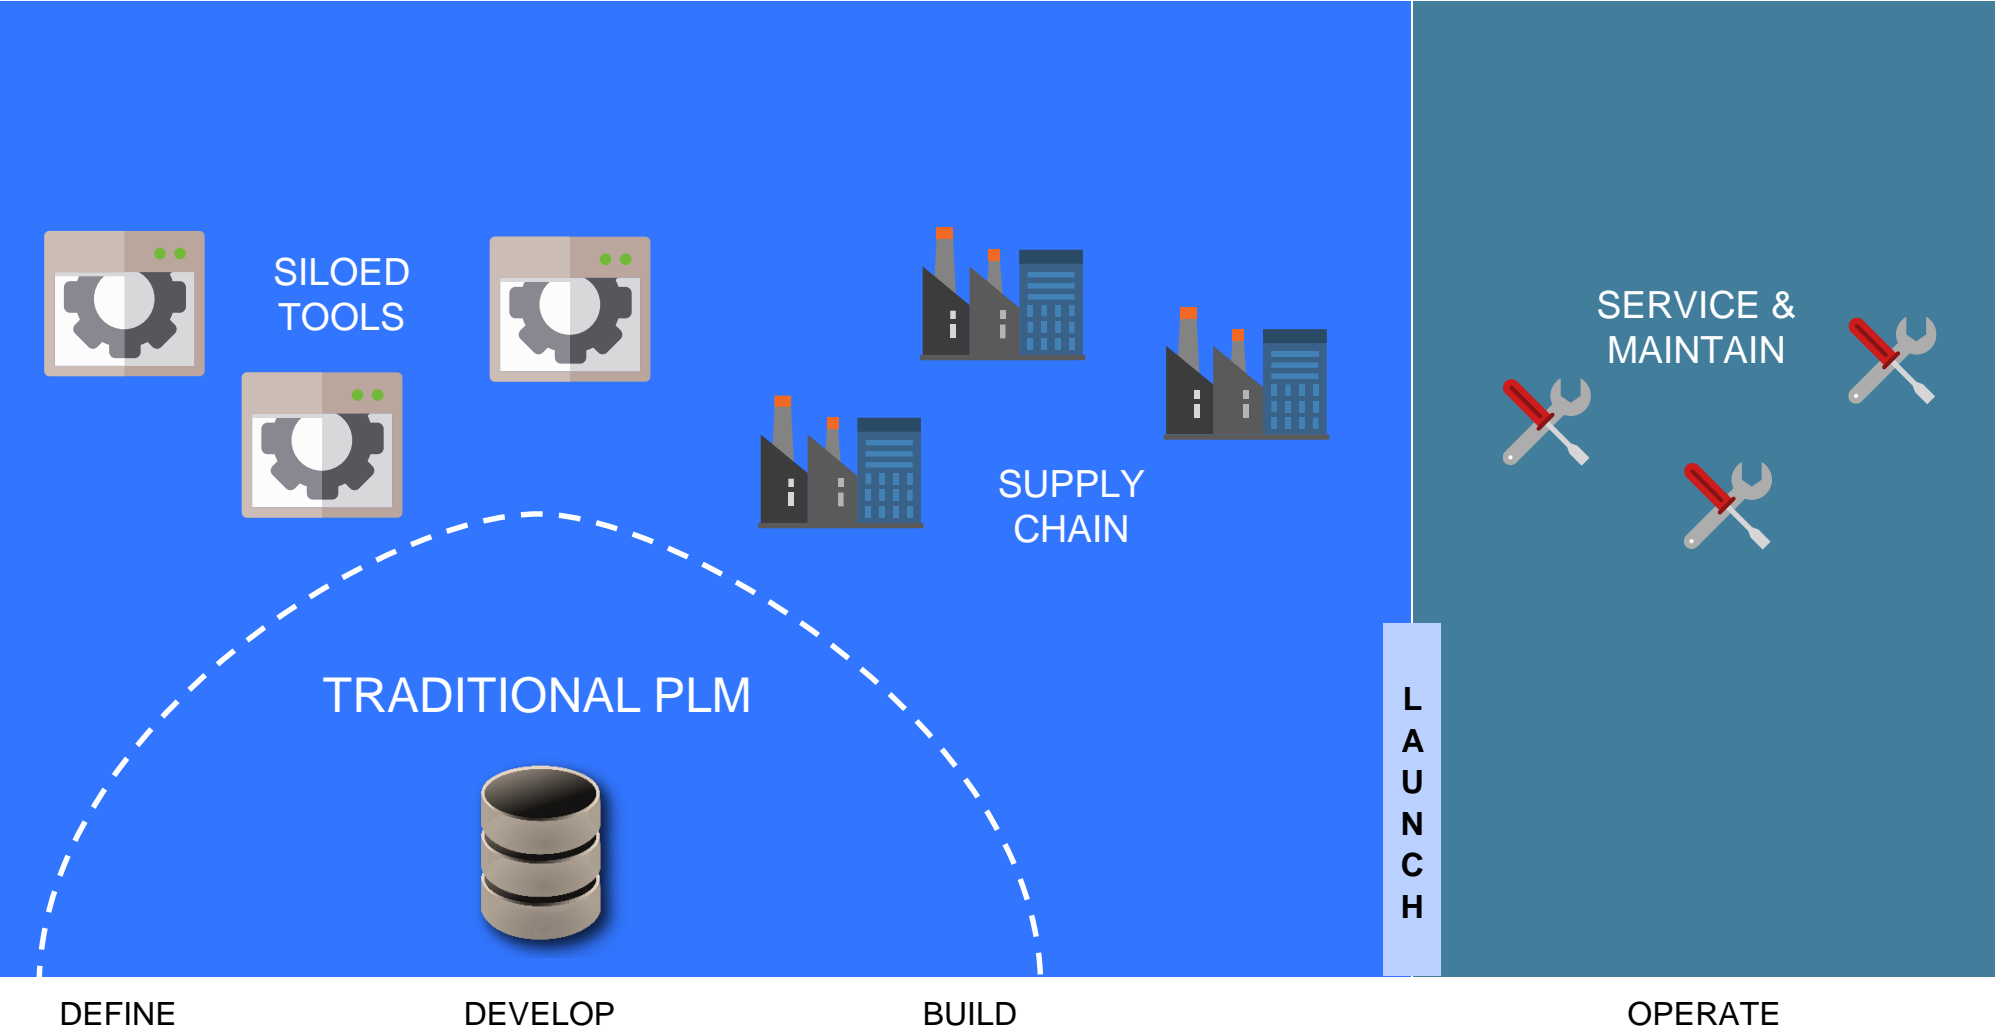 SILOED
TOOLS
SUPPLY
CHAIN
SERVICE &
MAINTAIN
TRADITIONAL PLM
L
A
U
N
C
H
DEFINE
DEVELOP
BUILD
OPERATE